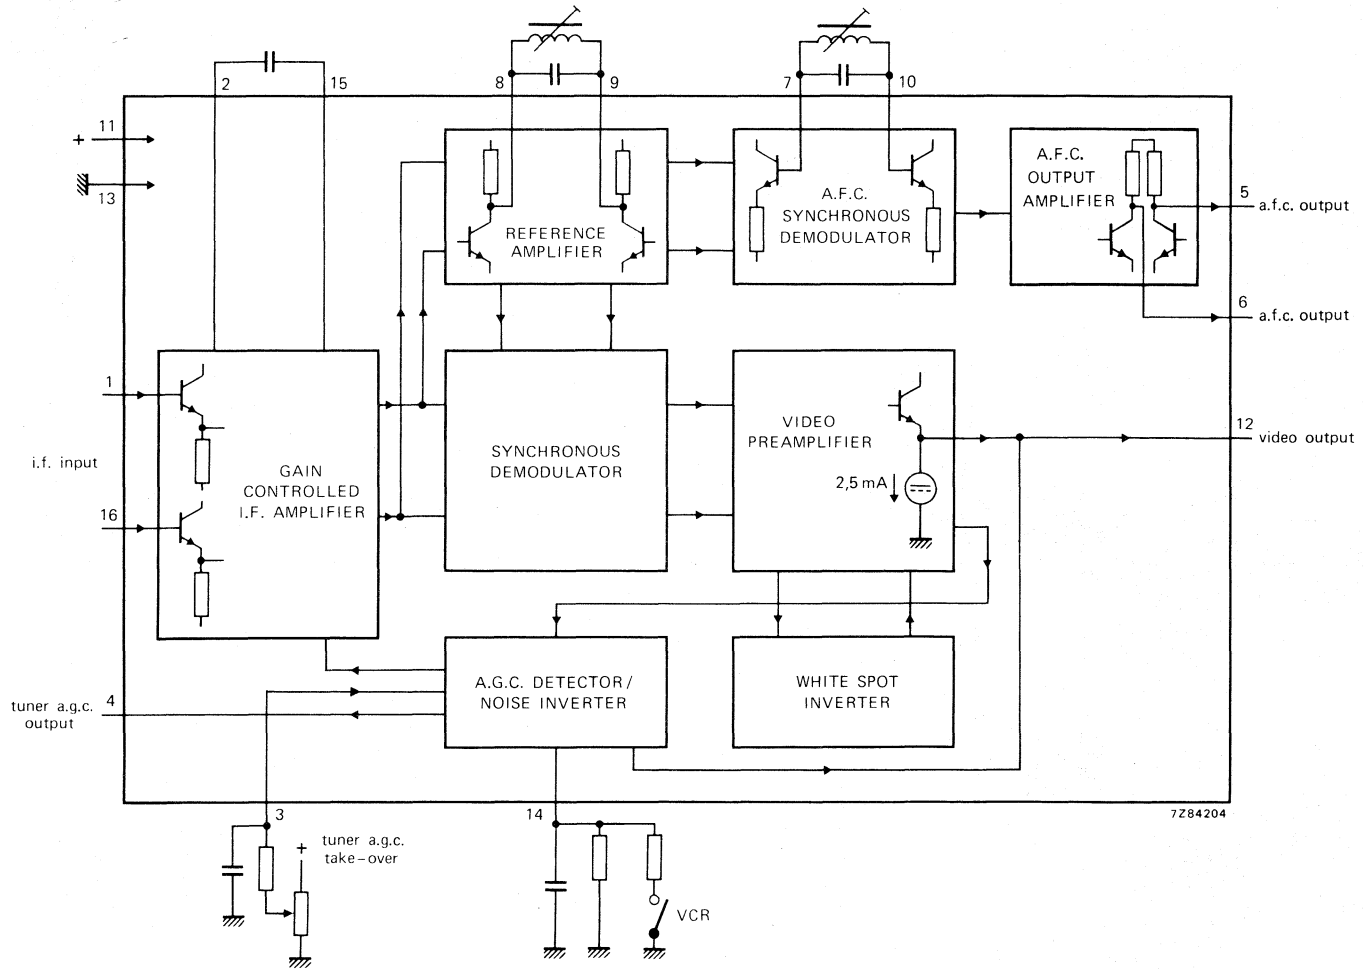 2
15
8
9
7
10
+ 11
13
A.F.C.
OUTPUT
AMPLIFIER
5
a.f.c. output
A.F.C.
SYNCHRONOUS
DEMODULATOR
REFERENCE
AMPLIFIER
6
a.f.c. output
1
i.f. input
16
GAIN
CONTROLLED
I.F. AMPLIFIER
SYNCHRONOUS
DEMODULATOR
VIDEO
PREAMPLIFIER
2,5 mA
12
video output
tuner a.g.c.
output
4
A.G.C. DETECTOR/
NOISE INVERTER
WHITE SPOT
INVERTER
3
14
7Z84204
+
tuner a.g.c.
take-over
VCR